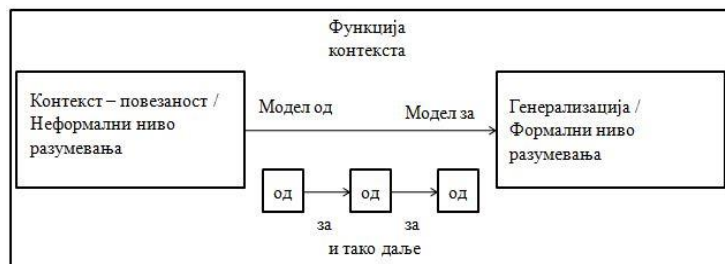 Функција
контекста
Контекст – повезаност /
Неформални ниво
разумевања
Модел од
Модел за
Генерализација /
Формални ниво
разумевања
од
од
од
за
за
и тако даље